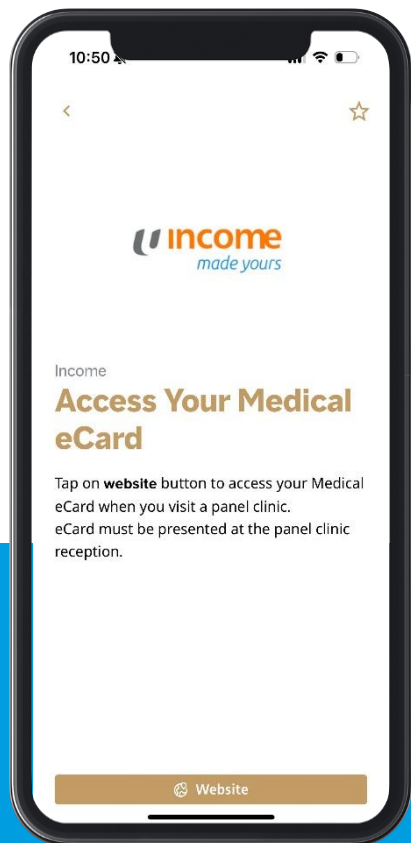 10:50
income
made yours
Income
Access Your Medical
eCard
Tap on website button to access your Medical
eCard when you visit a panel clinic.
eCard must be presented at the panel clinic
reception.
Website